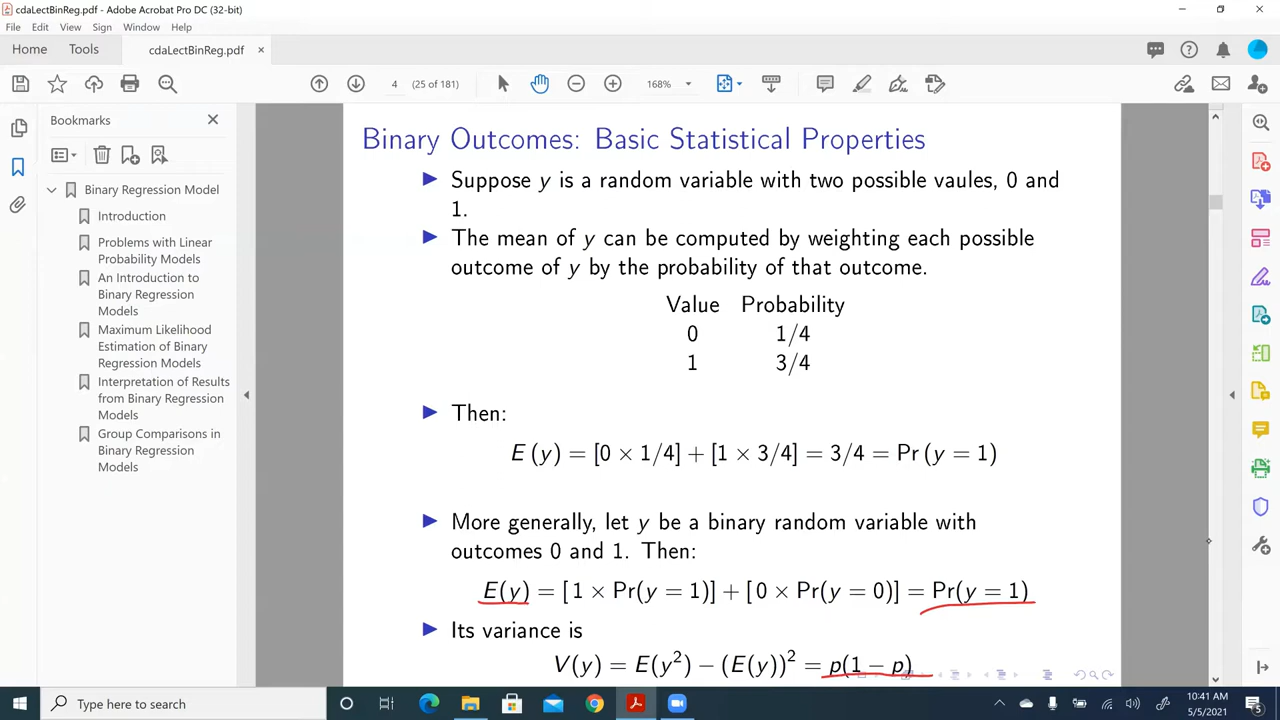 cdaLectBinReg.pdf - Adobe Acrobat Pro DC (32-bit)
File Edit View Sign Window Help
Home Tools cdaLectBinReg.pdf ×
4 (25 of 181) 168%
Bookmarks
Binary Regression Model
Introduction
Problems with Linear
Probability Models
An Introduction to
Binary Regression
Models
Maximum Likelihood
Estimation of Binary
Regression Models
Interpretation of Results
from Binary Regression
Models
Group Comparisons in
Binary Regression
Models
Binary Outcomes: Basic Statistical Properties
Suppose y is a random variable with two possible vaules, 0 and
1.
The mean of y can be computed by weighting each possible
outcome of y by the probability of that outcome.
Value Probability
0 1/4
1 3/4
Then:
E (y) = [0 × 1/4] + [1 × 3/4] = 3/4 = Pr (y = 1)
More generally, let y be a binary random variable with
outcomes 0 and 1. Then:
E(y) = [1 × Pr(y = 1)] + [0 × Pr(y = 0)] = Pr(y = 1)
Its variance is
V(y) = E(y²) − (E(y))² = p(1 − p)
Type here to search
10:41 AM
5/5/2021
5